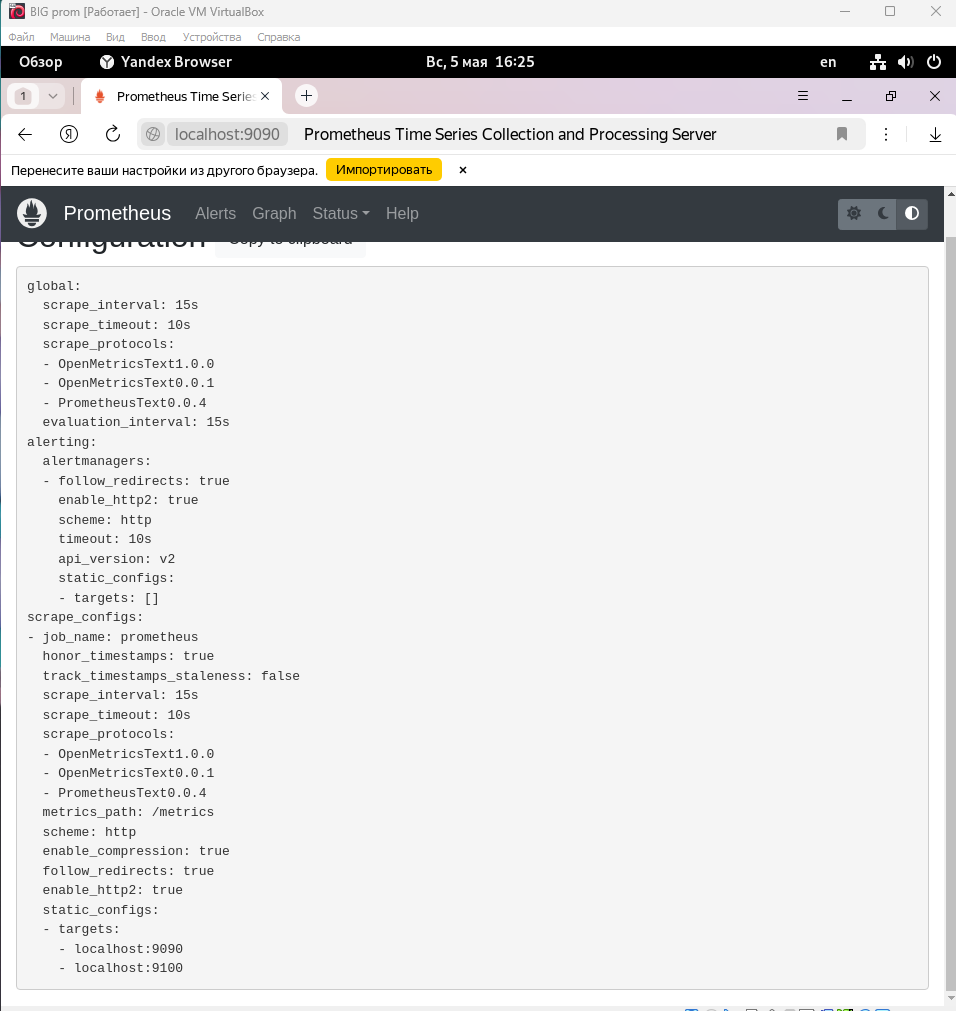 BIG prom [Работает] - Oracle VM VirtualBox
Файл Машина Вид Ввод Устройства Справка
Обзор Yandex Browser Вс, 5 мая 16:25 en
1 Prometheus Time Serie
localhost:9090 Prometheus Time Series Collection and Processing Server
Перенесите ваши настройки из другого браузера. Импортировать
Prometheus Alerts Graph Status Help
Configuration Copy to clipboard
global:
  scrape_interval: 15s
  scrape_timeout: 10s
  scrape_protocols:
  - OpenMetricsText1.0.0
  - OpenMetricsText0.0.1
  - PrometheusText0.0.4
  evaluation_interval: 15s
alerting:
  alertmanagers:
  - follow_redirects: true
    enable_http2: true
    scheme: http
    timeout: 10s
    api_version: v2
    static_configs:
    - targets: []
scrape_configs:
- job_name: prometheus
  honor_timestamps: true
  track_timestamps_staleness: false
  scrape_interval: 15s
  scrape_timeout: 10s
  scrape_protocols:
  - OpenMetricsText1.0.0
  - OpenMetricsText0.0.1
  - PrometheusText0.0.4
  metrics_path: /metrics
  scheme: http
  enable_compression: true
  follow_redirects: true
  enable_http2: true
  static_configs:
  - targets:
    - localhost:9090
    - localhost:9100